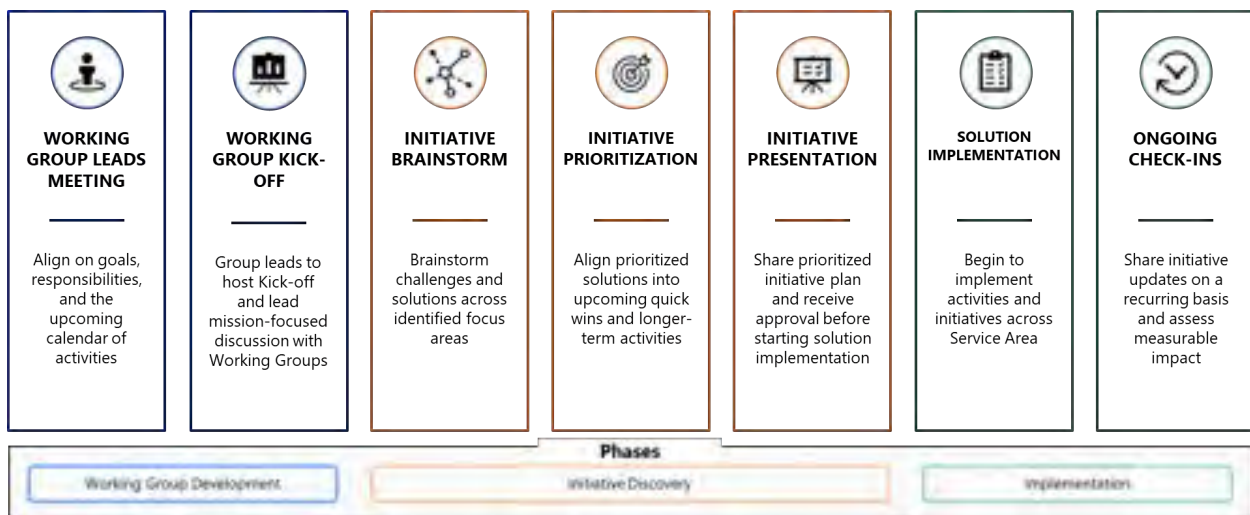 WORKING
GROUP LEADS
MEETING
Align on goals,
responsibilities,
and the
upcoming
calendar of
activities
WORKING
GROUP KICK-
OFF
Group leads to
host Kick-off
and lead
mission-focused
discussion with
Working Groups
INITIATIVE
BRAINSTORM
Brainstorm
challenges and
solutions across
identified focus
areas
INITIATIVE
PRIORITIZATION
Align prioritized
solutions into
upcoming quick
wins and longer-
term activities
INITIATIVE
PRESENTATION
Share prioritized
initiative plan
and receive
approval before
starting solution
implementation
SOLUTION
IMPLEMENTATION
Begin to
implement
activities and
initiatives across
Service Area
ONGOING
CHECK-INS
Share initiative
updates on a
recurring basis
and assess
measurable
impact
Phases
Working Group Development
Initiative Discovery
Implementation